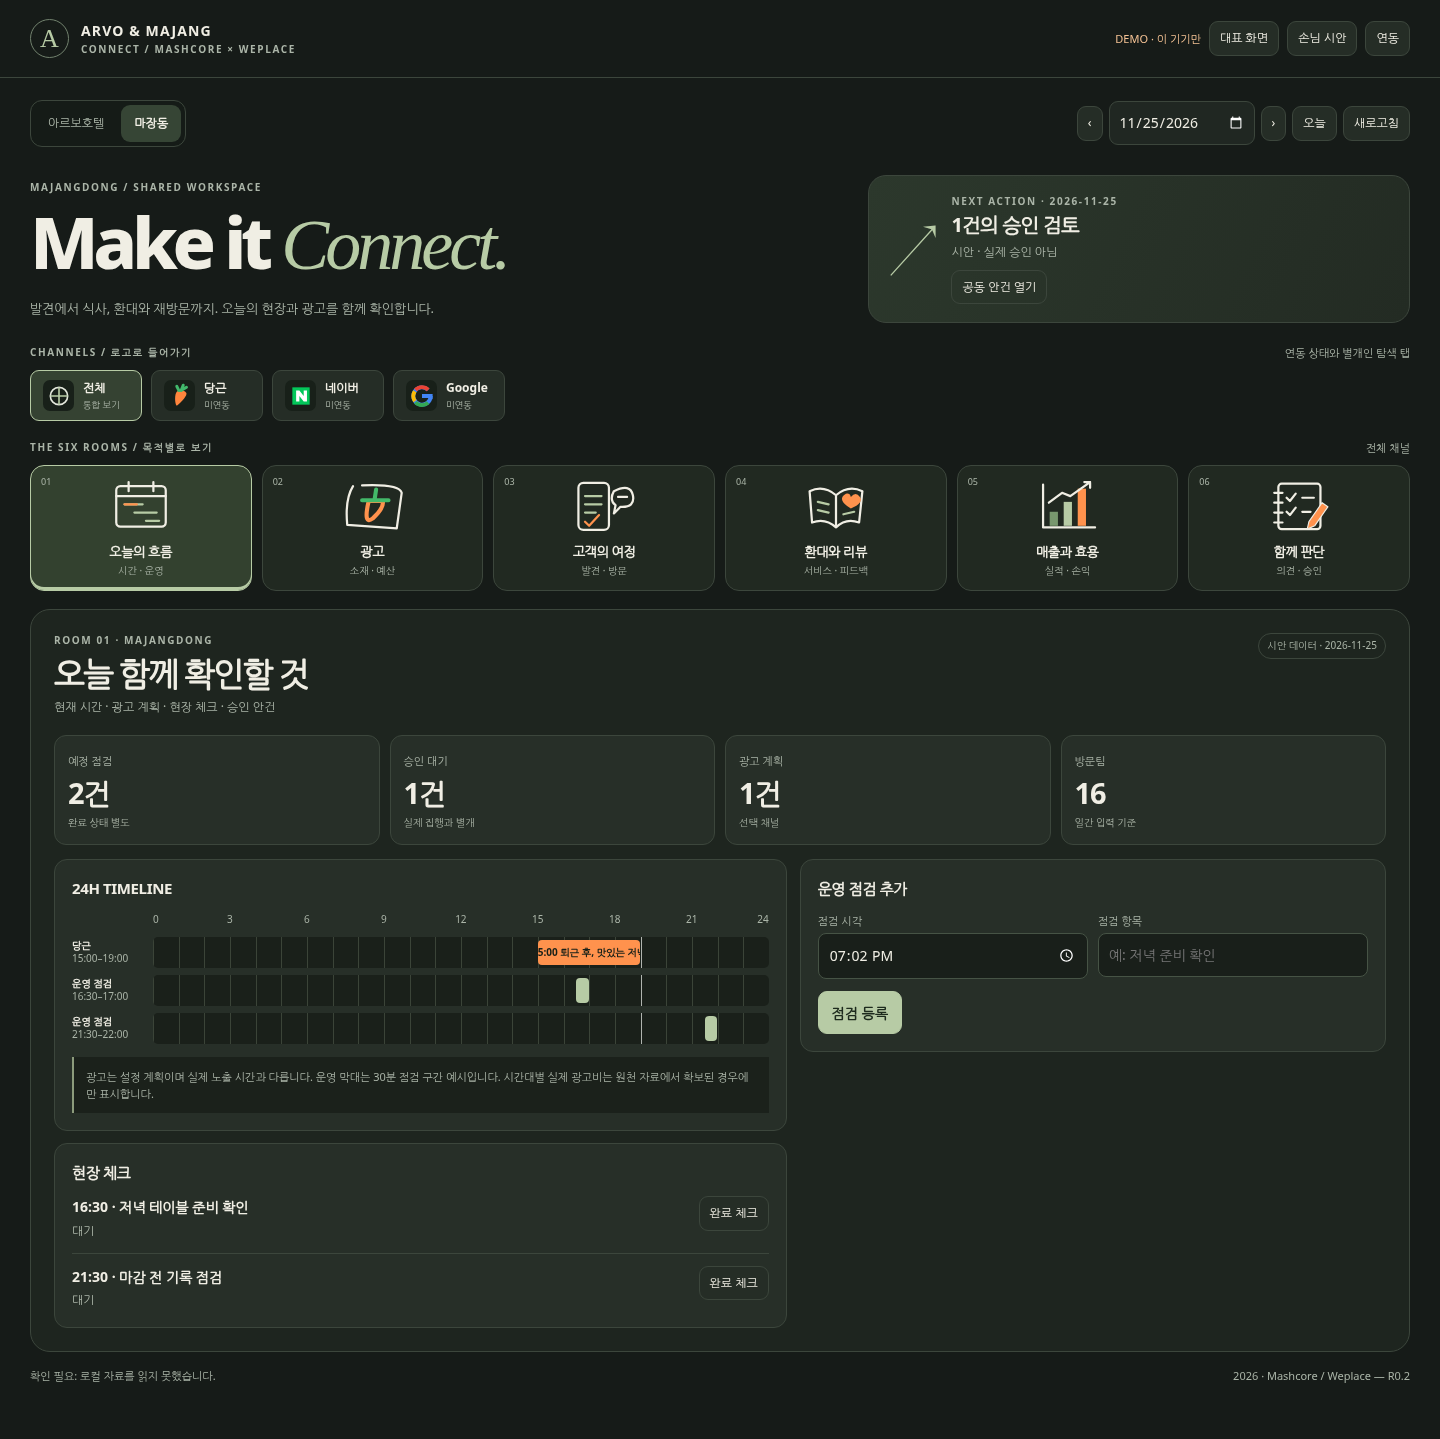 A
ARVO & MAJANG
CONNECT / MASHCORE × WEPLACE
DEMO · 이 기기만
대표 화면
손님 시안
연동
아르보호텔
마장동
‹
11/25/2026
›
오늘
새로고침
MAJANGDONG / SHARED WORKSPACE
Make it Connect.
발견에서 식사, 환대와 재방문까지. 오늘의 현장과 광고를 함께 확인합니다.
NEXT ACTION · 2026-11-25
1건의 승인 검토
시안 · 실제 승인 아님
공동 안건 열기
CHANNELS / 로고로 들어가기
연동 상태와 별개인 탐색 탭
전체
통합 보기
당근
미연동
N
네이버
미연동
G
Google
미연동
THE SIX ROOMS / 목적별로 보기
전체 채널
01
오늘의 흐름
시간 · 운영
02
광고
소재 · 예산
03
고객의 여정
발견 · 방문
04
환대와 리뷰
서비스 · 피드백
05
매출과 효용
실적 · 손익
06
함께 판단
의견 · 승인
ROOM 01 · MAJANGDONG
오늘 함께 확인할 것
현재 시간 · 광고 계획 · 현장 체크 · 승인 안건
시안 데이터 · 2026-11-25
예정 점검
2건
완료 상태 별도
승인 대기
1건
실제 집행과 별개
광고 계획
1건
선택 채널
방문팀
16
일간 입력 기준
24H TIMELINE
0 3 6 9 12 15 18 21 24
당근
15:00–19:00
5:00 퇴근 후, 맛있는 저녁
운영 점검
16:30–17:00
운영 점검
21:30–22:00
광고는 설정 계획이며 실제 노출 시간과 다릅니다. 운영 막대는 30분 점검 구간 예시입니다. 시간대별 실제 광고비는 원천 자료에서 확보된 경우에
만 표시합니다.
현장 체크
16:30 · 저녁 테이블 준비 확인
대기
완료 체크
21:30 · 마감 전 기록 점검
대기
완료 체크
운영 점검 추가
점검 시각
07:02 PM
점검 항목
예: 저녁 준비 확인
점검 등록
확인 필요: 로컬 자료를 읽지 못했습니다.
2026 · Mashcore / Weplace — R0.2